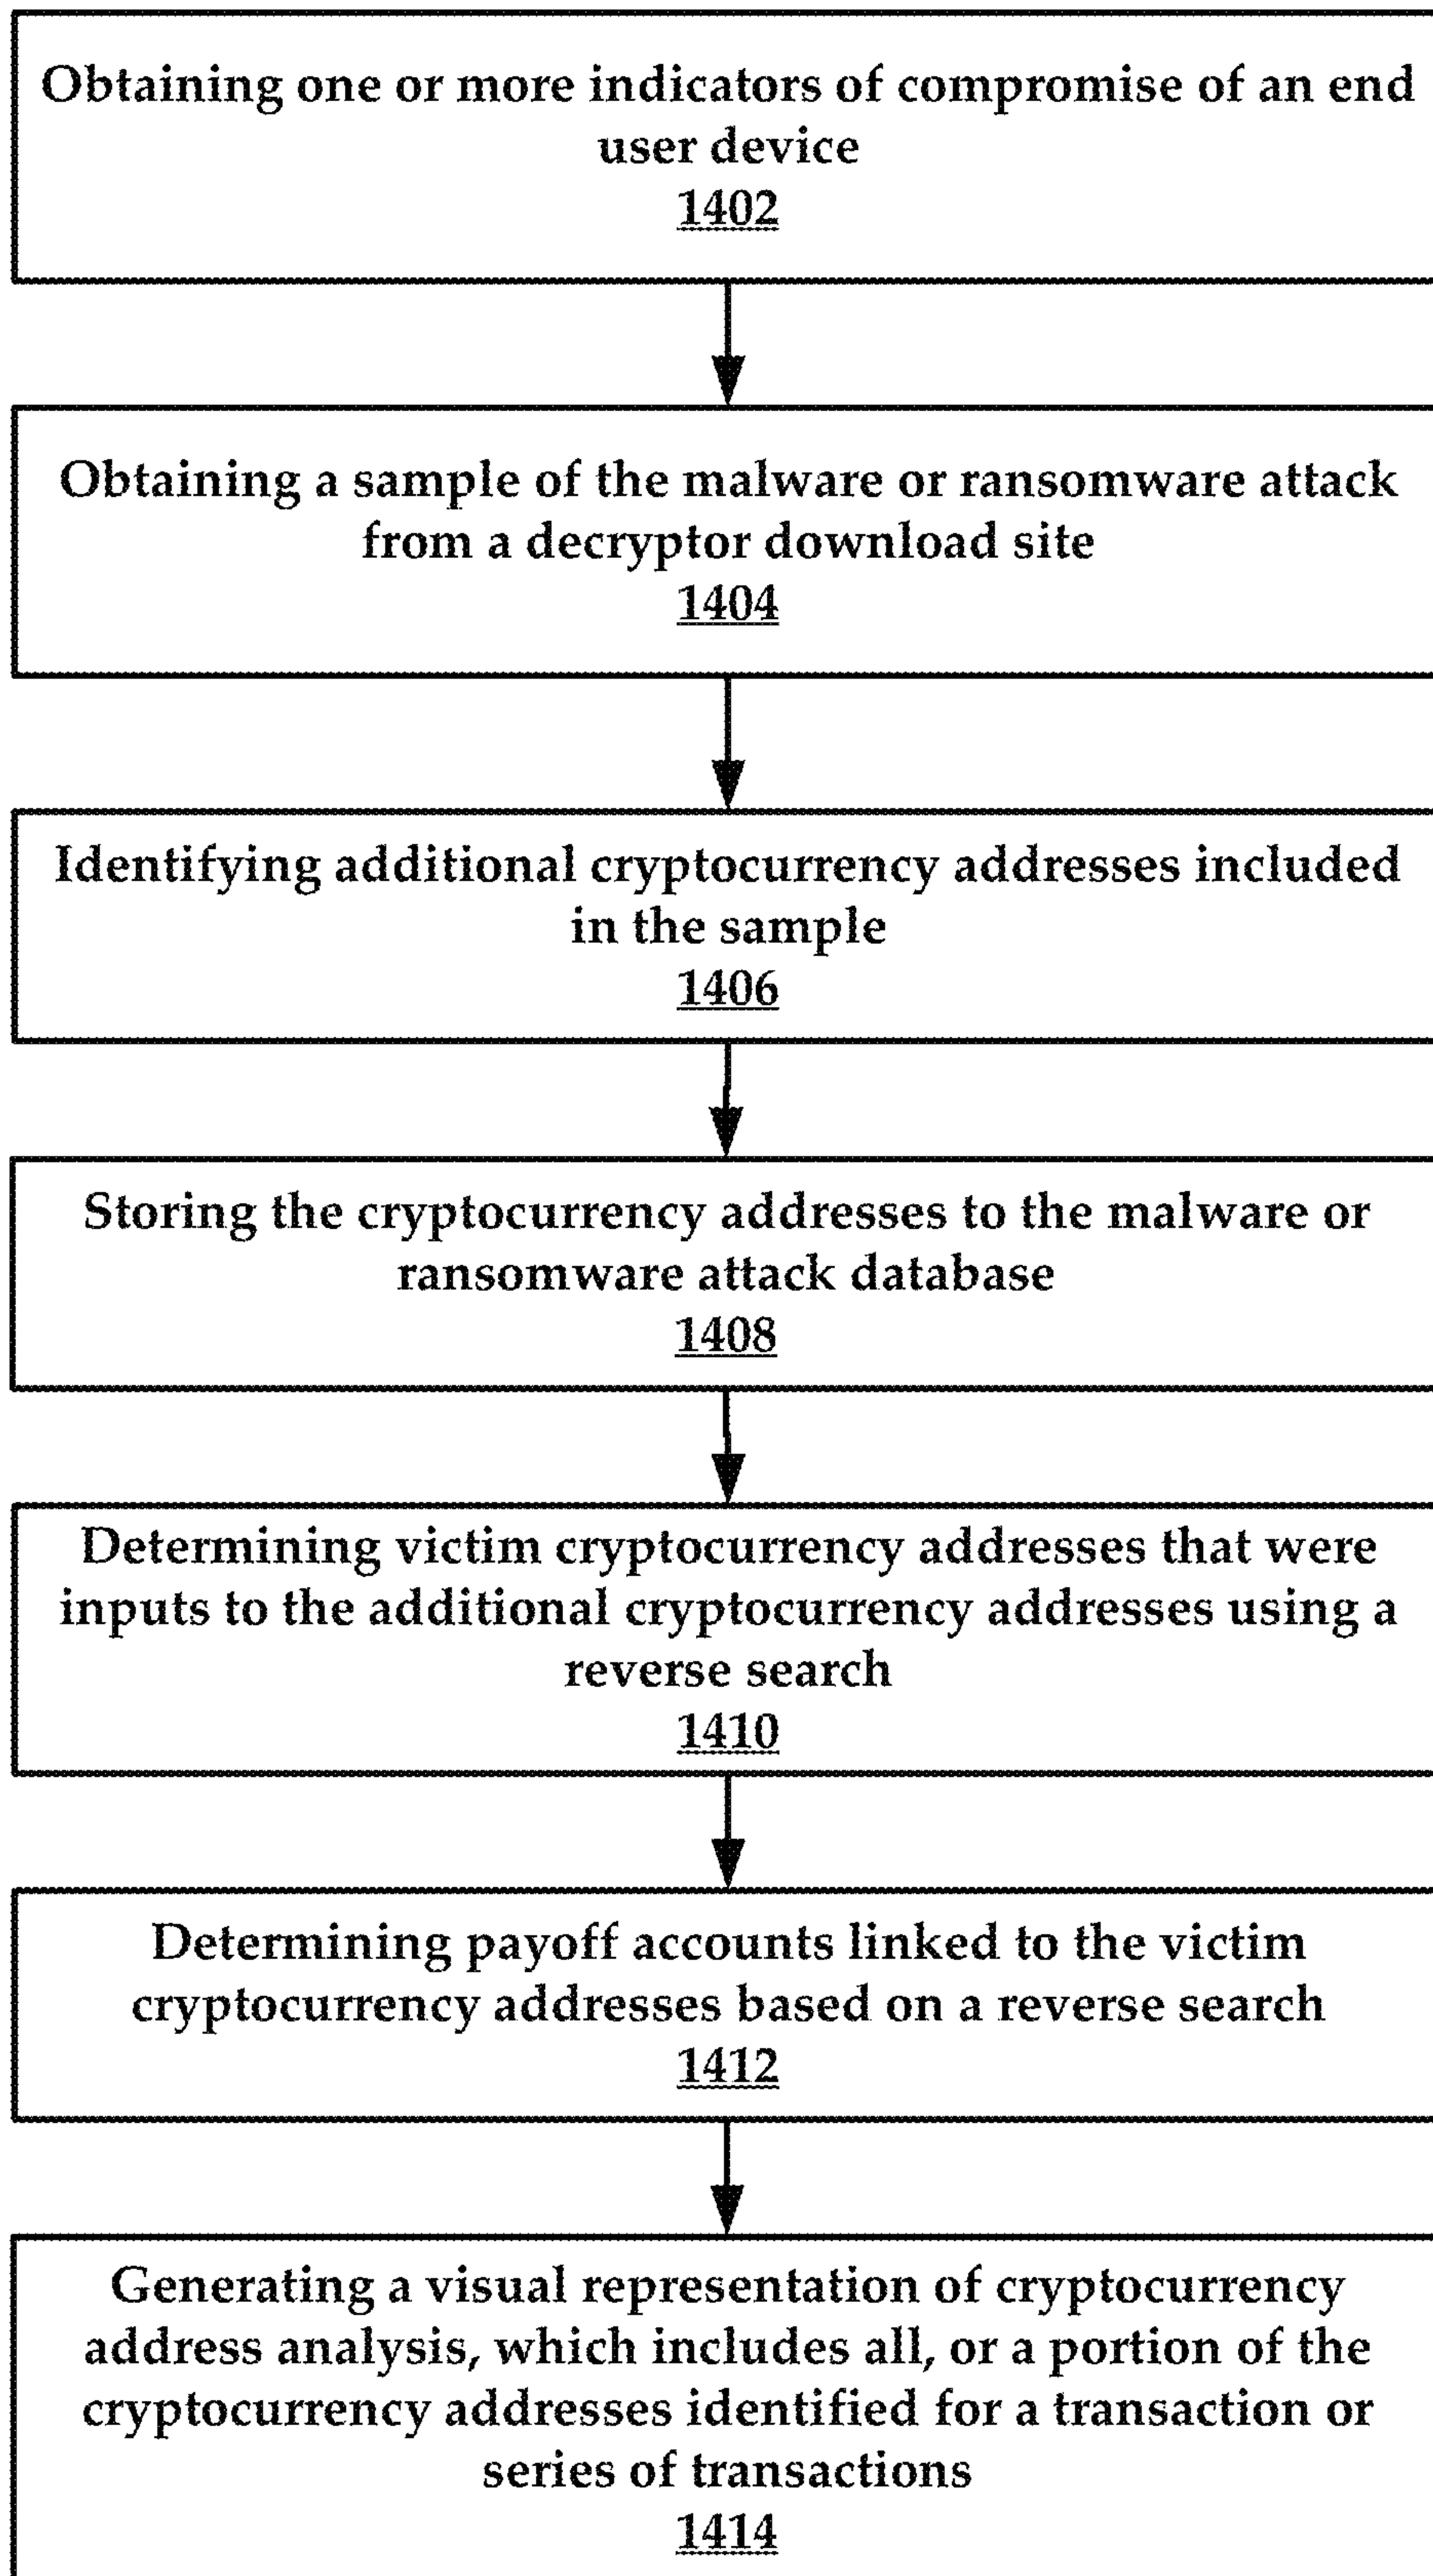 Obtaining one or more indicators of compromise of an end
user device
1402
Obtaining a sample of the malware or ransomware attack
from a decryptor download site
1404
Identifying additional cryptocurrency addresses included
in the sample
1406
Storing the cryptocurrency addresses to the malware or
ransomware attack database
1408
Determining victim cryptocurrency addresses that were
inputs to the additional cryptocurrency addresses using a
reverse search
1410
Determining payoff accounts linked to the victim
cryptocurrency addresses based on a reverse search
1412
Generating a visual representation of cryptocurrency
address analysis, which includes all, or a portion of the
cryptocurrency addresses identified for a transaction or
series of transactions
1414